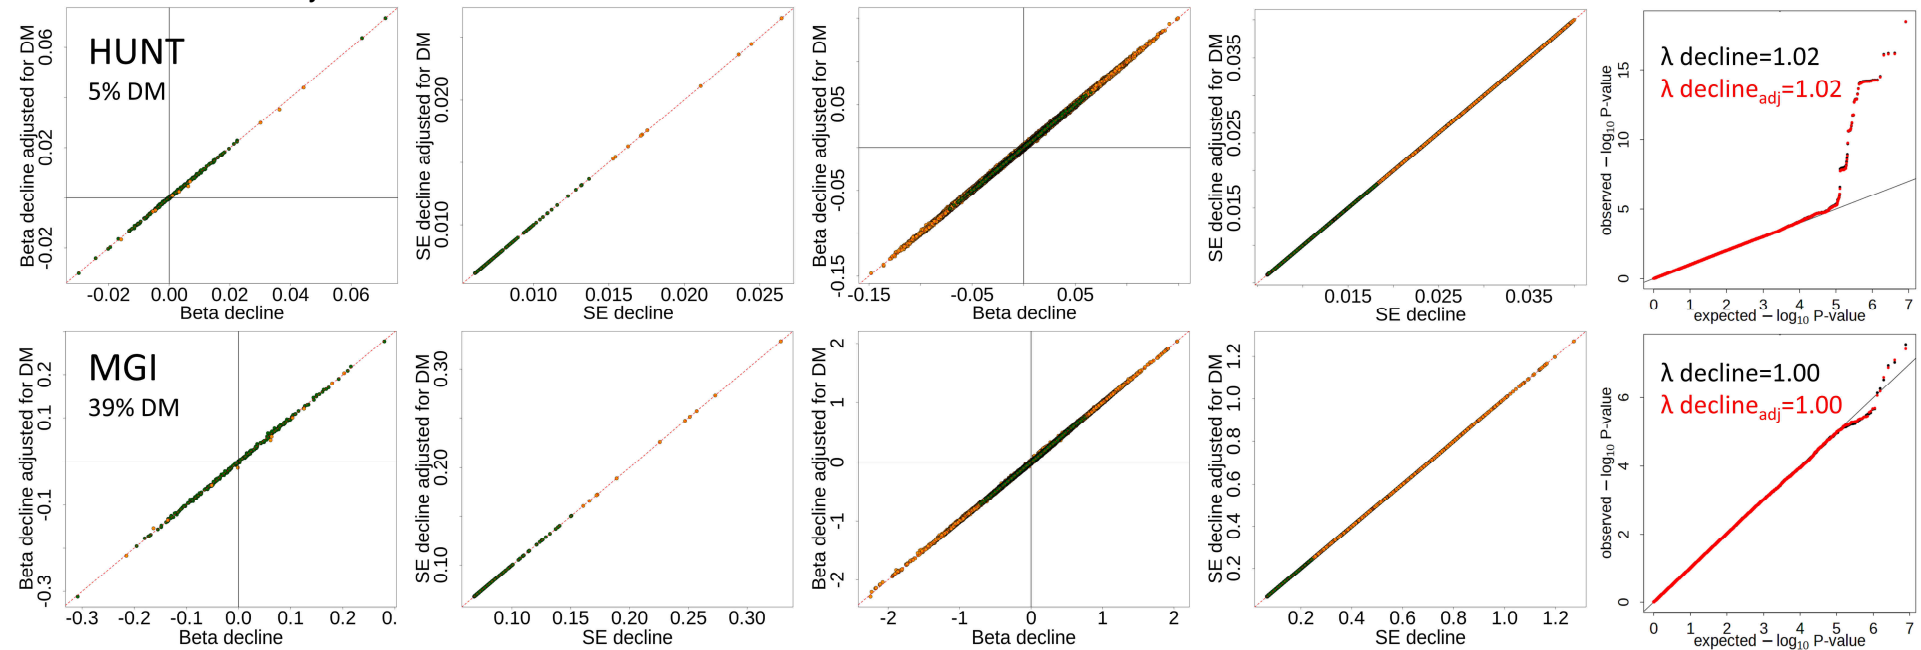 HUNT
5% DM
Beta decline adjusted for DM
-0.02 0.02 0.06
-0.02 0.00 0.02 0.04 0.06
Beta decline
SE decline adjusted for DM
0.010 0.020
0.010 0.015 0.020 0.025
SE decline
Beta decline adjusted for DM
-0.15 -0.05 0.05
-0.15 -0.05 0.05
Beta decline
SE decline adjusted for DM
0.015 0.025 0.035
0.015 0.025 0.035
SE decline
λ decline=1.02
λ decline_adj=1.02
observed −log10 P-value
0 5 10 15
0 1 2 3 4 5 6 7
expected −log10 P-value
MGI
39% DM
Beta decline adjusted for DM
-0.3 -0.1 0.1 0.2
-0.3 -0.2 -0.1 0.0 0.1 0.2 0.
Beta decline
SE decline adjusted for DM
0.10 0.20 0.30
0.10 0.15 0.20 0.25 0.30
SE decline
Beta decline adjusted for DM
-2 -1 0 1 2
-2 -1 0 1 2
Beta decline
SE decline adjusted for DM
0.2 0.4 0.6 0.8 1.0 1.2
0.2 0.4 0.6 0.8 1.0 1.2
SE decline
λ decline=1.00
λ decline_adj=1.00
observed −log10 P-value
0 2 4 6
0 1 2 3 4 5 6 7
expected −log10 P-value